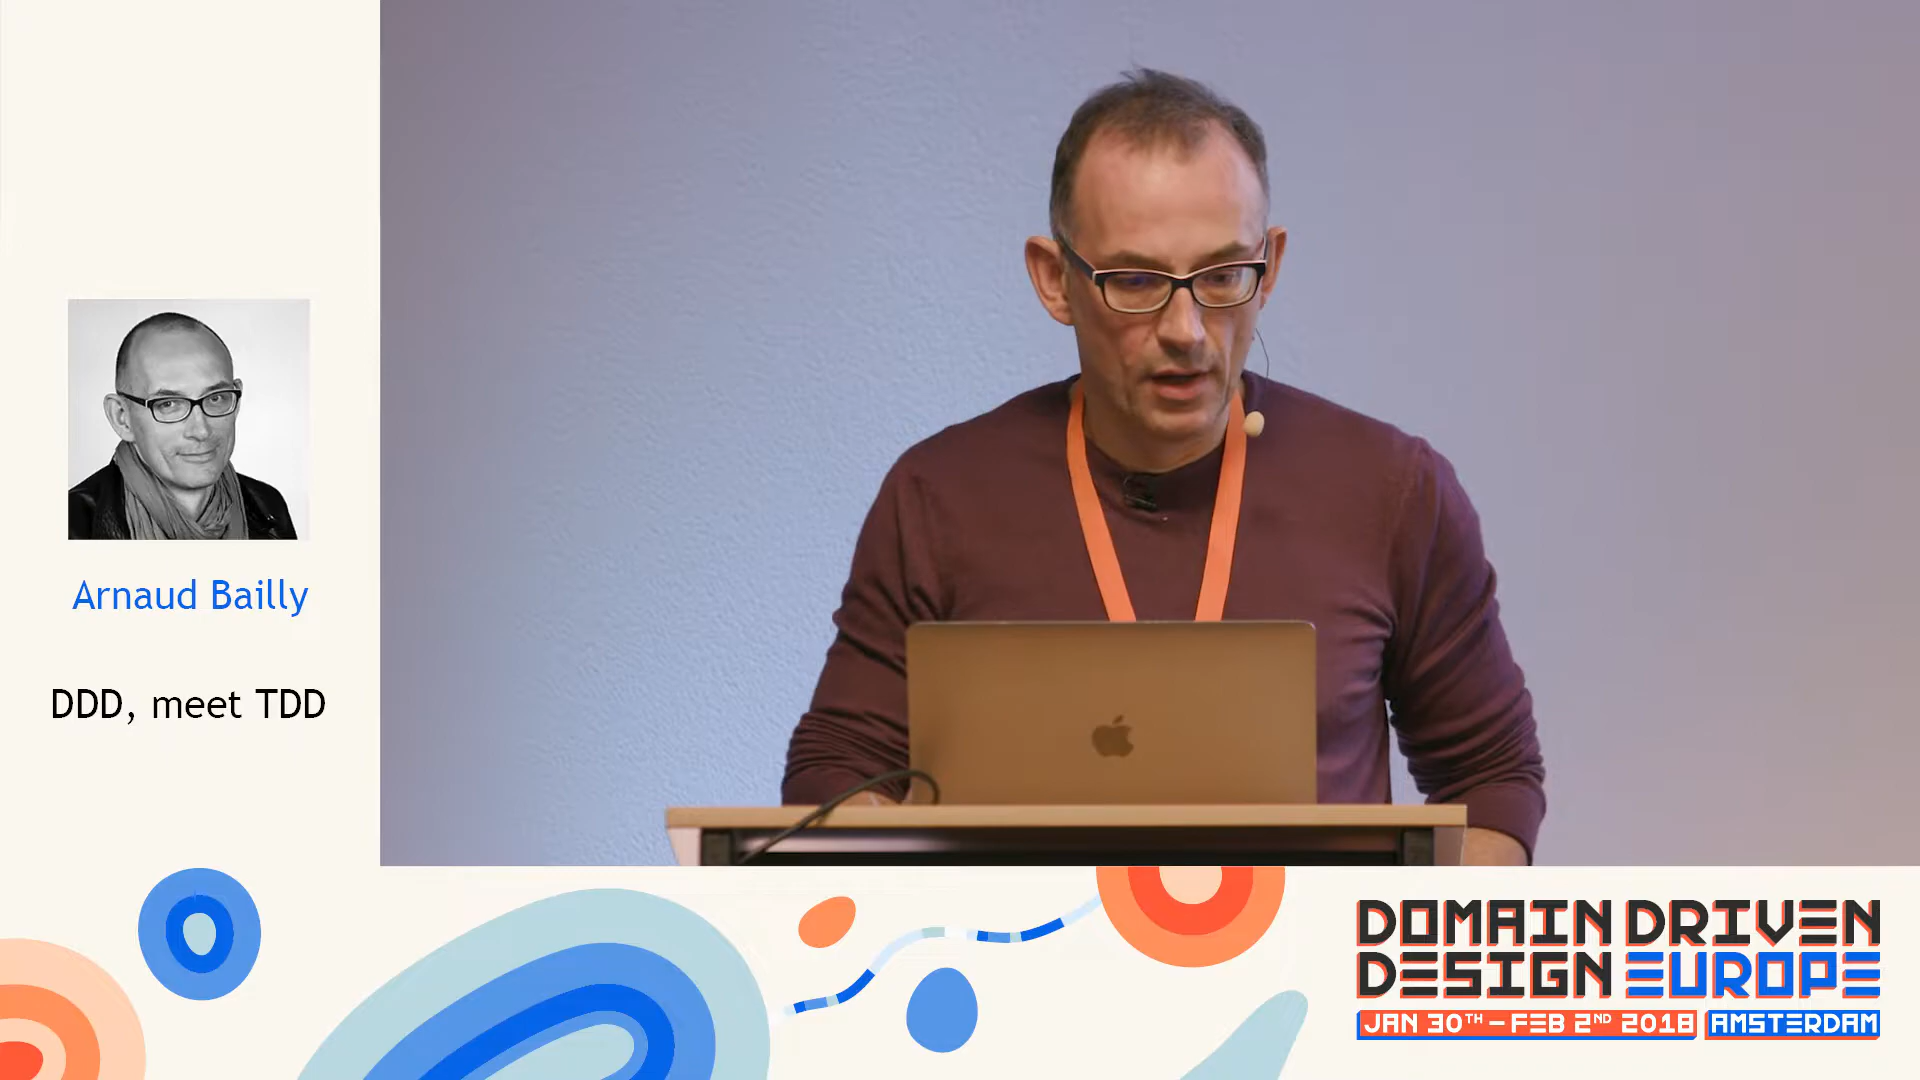 Arnaud Bailly
DDD, meet TDD
DOMAIN DRIVEN
DESIGN EUROPE
JAN 30TH - FEB 2ND 2018 AMSTERDAM